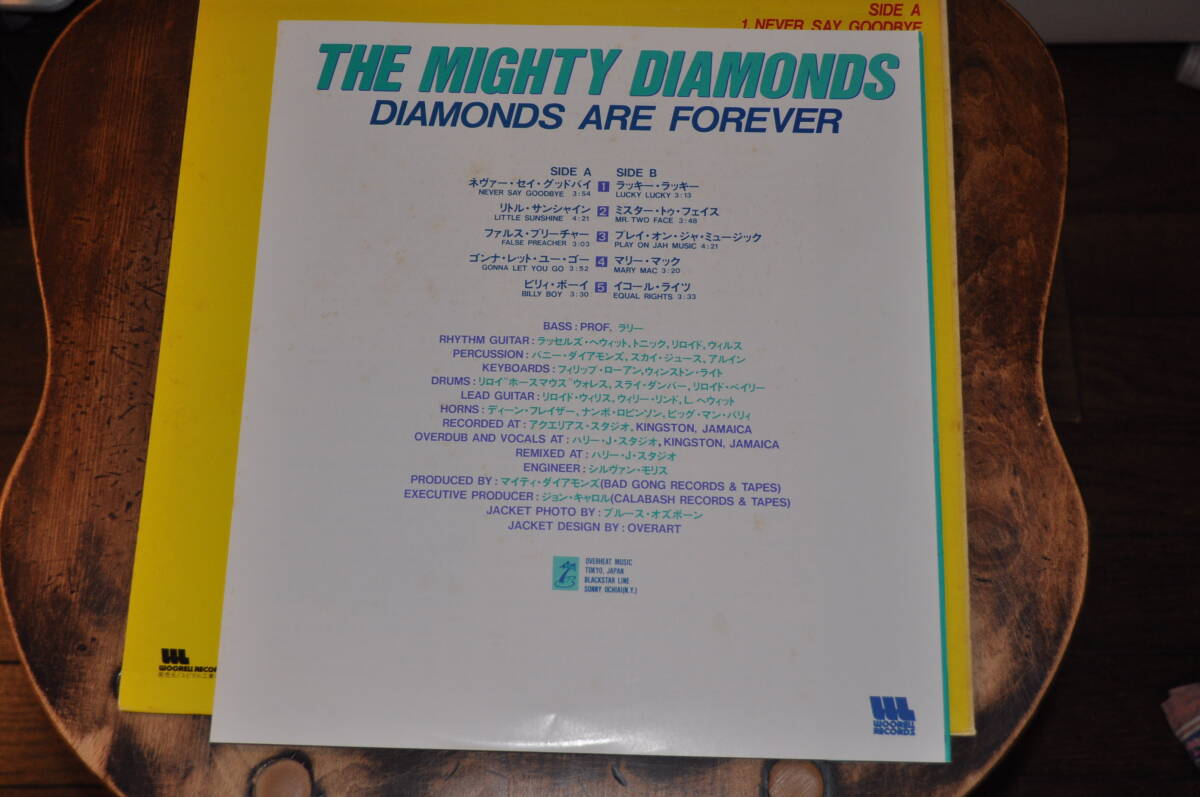 SIDE A
1. NEVER SAY GOODBYE
THE MIGHTY DIAMONDS
DIAMONDS ARE FOREVER
SIDE A SIDE B
ネヴァー・セイ・グッドバイ 1 ラッキー・ラッキー
NEVER SAY GOODBYE 3:54 LUCKY LUCKY 3:13
リトル・サンシャイン 2 ミスター・トゥ・フェイス
LITTLE SUNSHINE 4:21 MR. TWO FACE 3:48
ファルス・プリーチャー 3 プレイ・オン・ジャ・ミュージック
FALSE PREACHER 3:03 PLAY ON JAH MUSIC 4:21
ゴンナ・レット・ユー・ゴー 4 マリー・マック
GONNA LET YOU GO 3:52 MARY MAC 3:20
ビリィ・ボーイ 5 イコール・ライツ
BILLY BOY 3:30 EQUAL RIGHTS 3:33
BASS:PROF. ラリー
RHYTHM GUITAR:ラッセルズ・ヘウィット,トニック,リロイド,ウィルス
PERCUSSION:バニー・ダイアモンズ,スカイ・ジュース,アルイン
KEYBOARDS:フィリップ・ローアン,ウィンストン・ライト
DRUMS:リロイ"ホースマウス"ウォレス,スライ・ダンバー,リロイド・ベイリー
LEAD GUITAR:リロイド・ウィリス,ウィリー・リンド,L.ヘウィット
HORNS:ディーン・フレイザー,ナンボ・ロビンソン,ビッグ・マン・バリィ
RECORDED AT:アクエリアス・スタジオ,KINGSTON, JAMAICA
OVERDUB AND VOCALS AT:ハリー・J・スタジオ,KINGSTON, JAMAICA
REMIXED AT:ハリー・J・スタジオ
ENGINEER:シルヴァン・モリス
PRODUCED BY:マイティ・ダイアモンズ(BAD GONG RECORDS & TAPES)
EXECUTIVE PRODUCER:ジョン・キャロル(CALABASH RECORDS & TAPES)
JACKET PHOTO BY:ブルース・オズボーン
JACKET DESIGN BY:OVERART
OVERHEAT MUSIC
TOKYO, JAPAN
BLACKSTAR LINE
SUNNY OCHIAI(N.Y.)
WOORELL RECOR
WOORELL
RECORDS